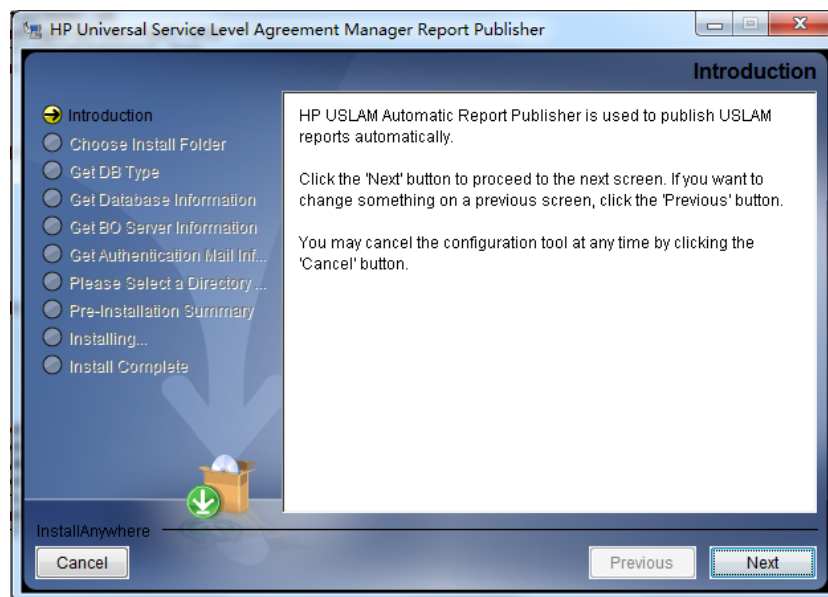 HP Universal Service Level Agreement Manager Report Publisher
Introduction
Introduction
Choose Install Folder
Get DB Type
Get Database Information
Get BO Server Information
Get Authentication Mail Inf...
Please Select a Directory ...
Pre-Installation Summary
Installing...
Install Complete
HP USLAM Automatic Report Publisher is used to publish USLAM
reports automatically.
Click the 'Next' button to proceed to the next screen. If you want to
change something on a previous screen, click the 'Previous' button.
You may cancel the configuration tool at any time by clicking the
'Cancel' button.
InstallAnywhere
Cancel
Previous
Next